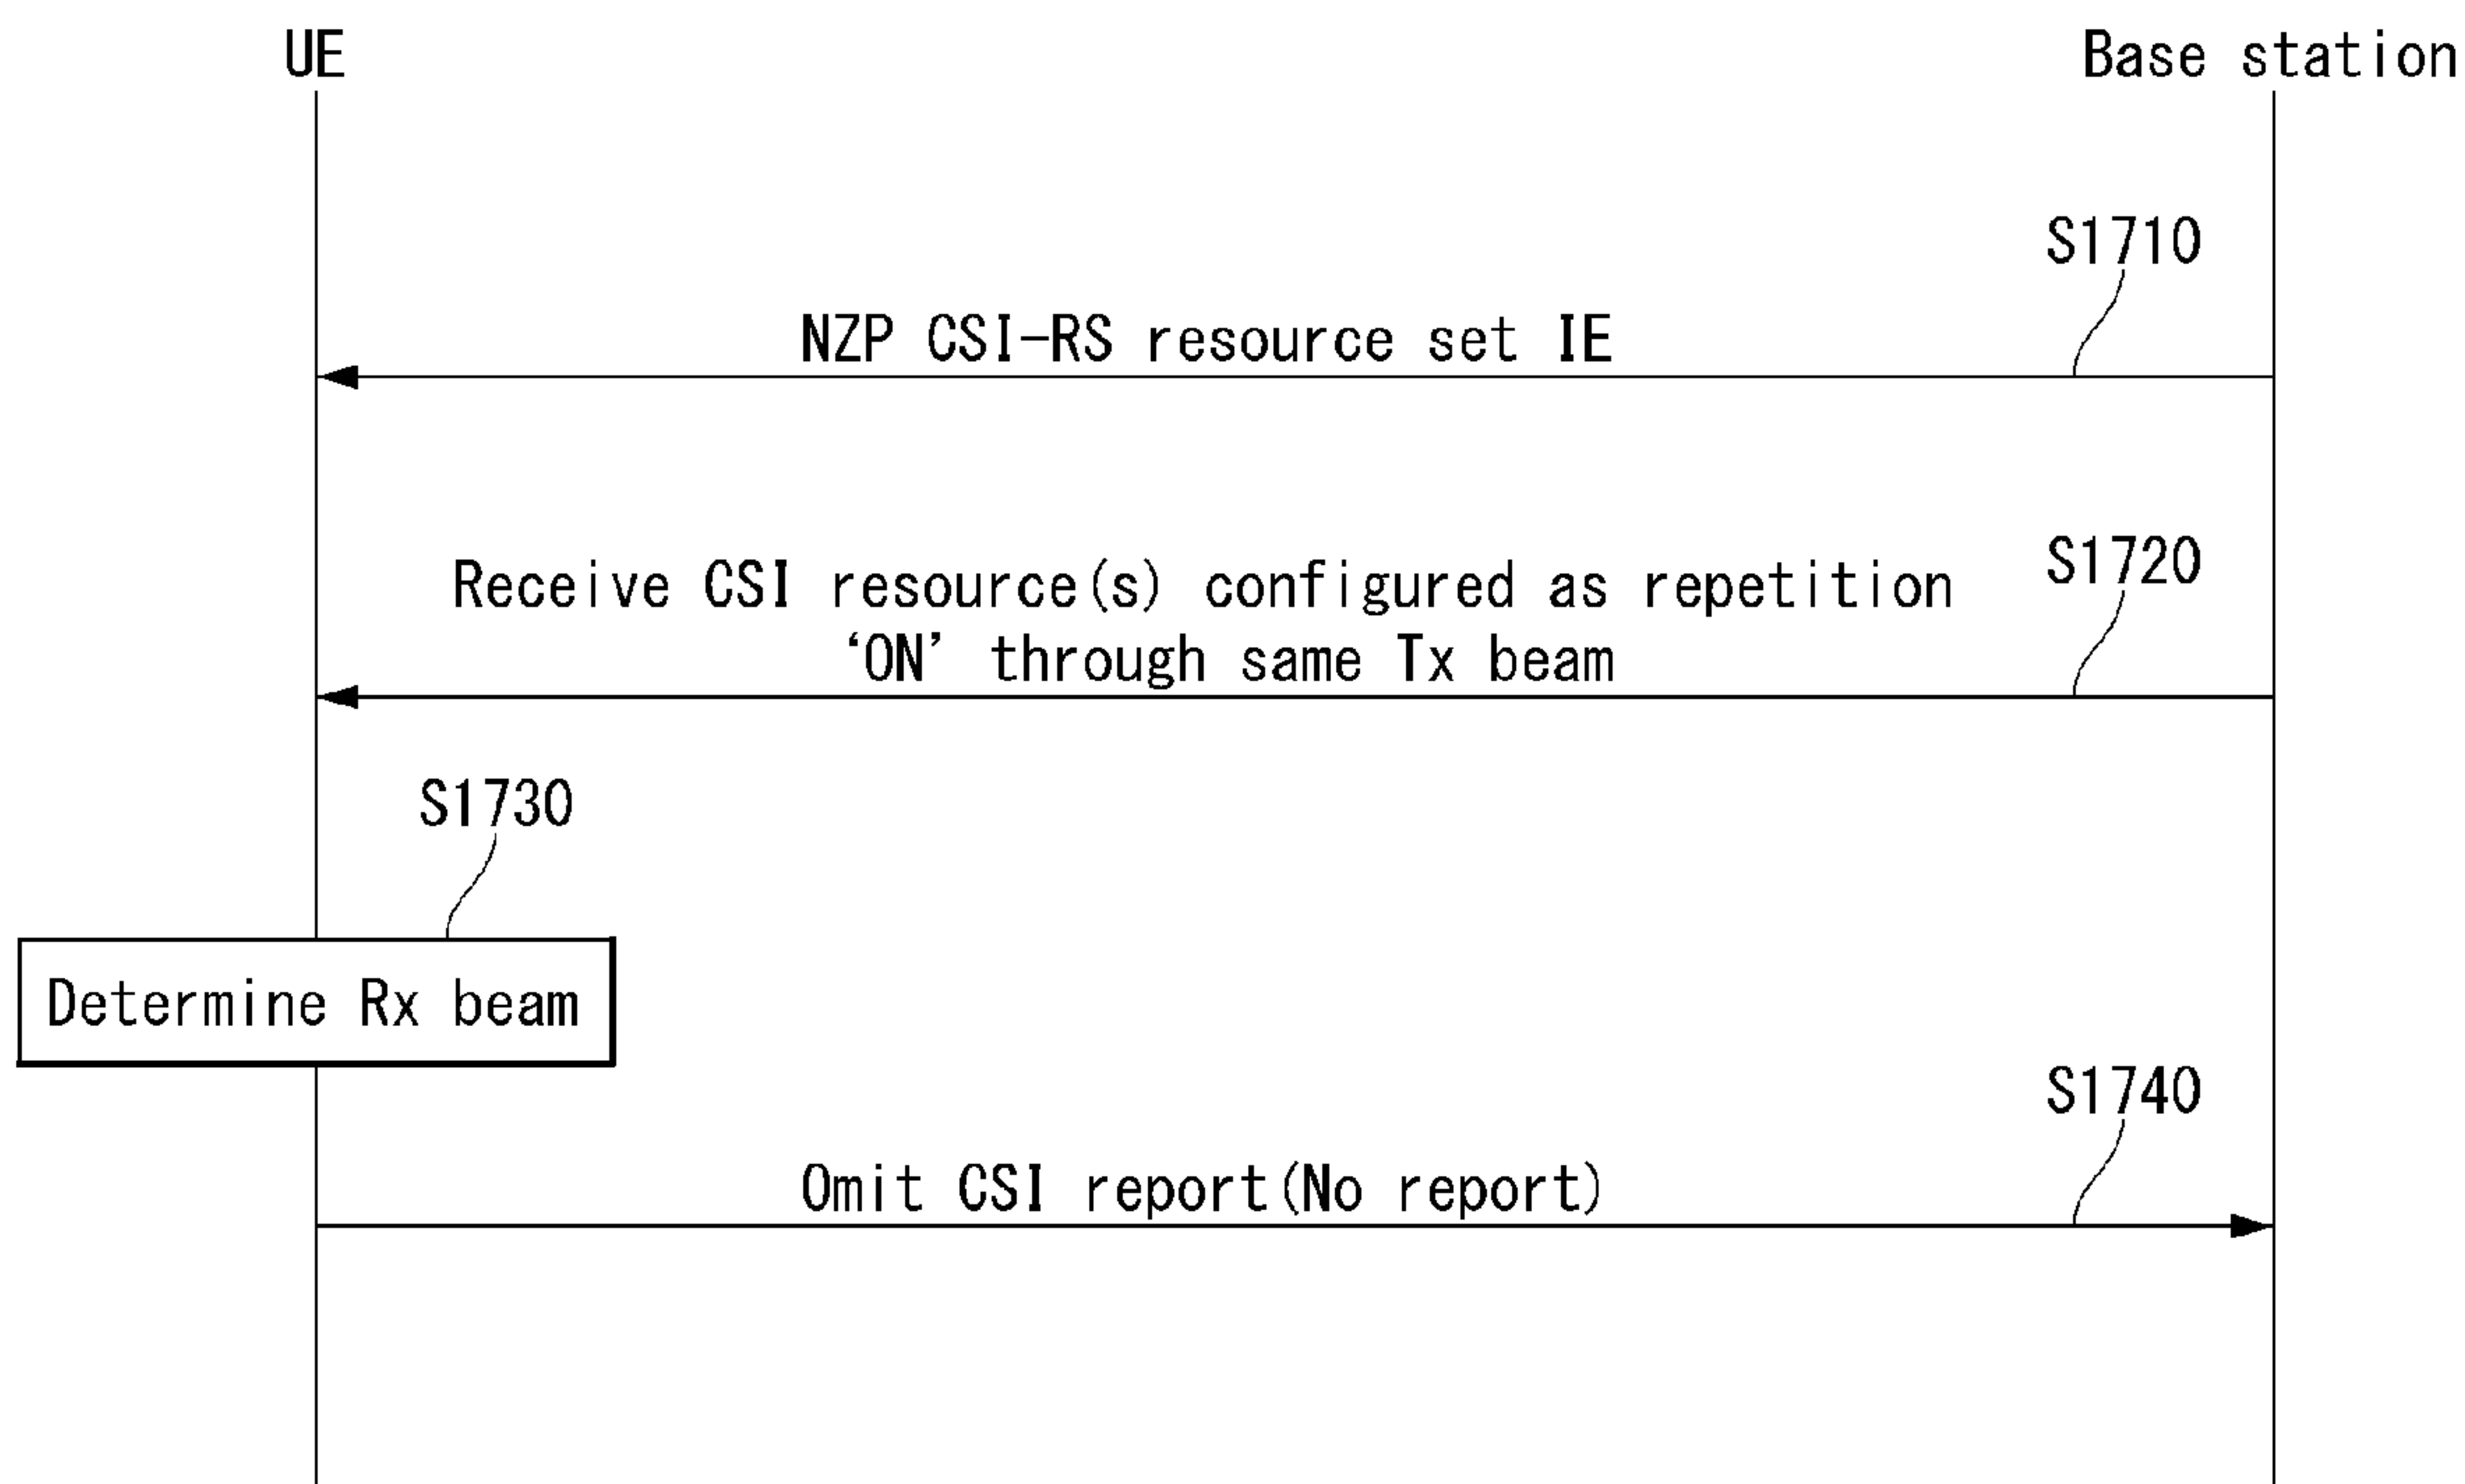 UE
Base station
S1710
NZP CSI-RS resource set IE
S1720
Receive CSI resource(s) configured as repetition
‘ON’ through same Tx beam
S1730
Determine Rx beam
S1740
Omit CSI report(No report)